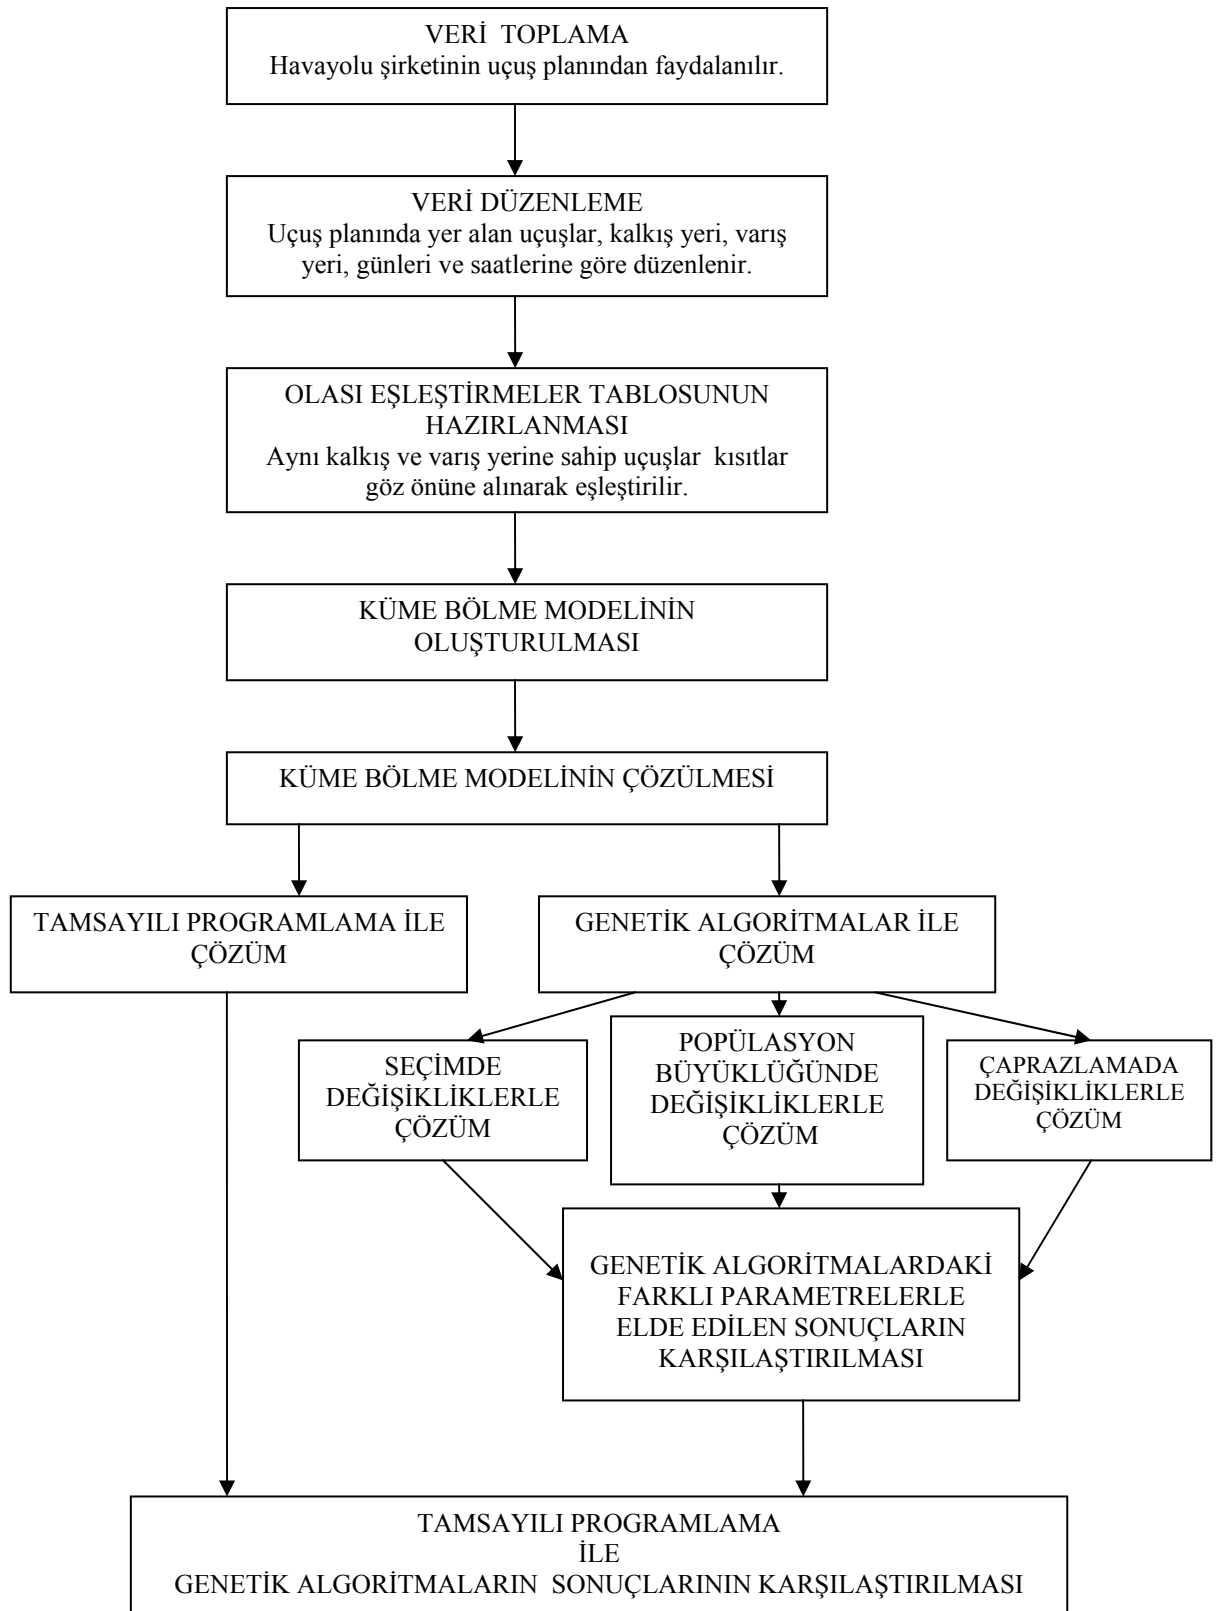 VERİ TOPLAMA
Havayolu şirketinin uçuş planından faydalanılır.
VERİ DÜZENLEME
Uçuş planında yer alan uçuşlar, kalkış yeri, varış
yeri, günleri ve saatlerine göre düzenlenir.
OLASI EŞLEŞTİRMELER TABLOSUNUN
HAZIRLANMASI
Aynı kalkış ve varış yerine sahip uçuşlar kısıtlar
göz önüne alınarak eşleştirilir.
KÜME BÖLME MODELİNİN
OLUŞTURULMASI
KÜME BÖLME MODELİNİN ÇÖZÜLMESİ
TAMSAYILI PROGRAMLAMA İLE
ÇÖZÜM
GENETİK ALGORİTMALAR İLE
ÇÖZÜM
SEÇİMDE
DEĞİŞİKLİKLERLE
ÇÖZÜM
POPÜLASYON
BÜYÜKLÜĞÜNDE
DEĞİŞİKLİKLERLE
ÇÖZÜM
ÇAPRAZLAMADA
DEĞİŞİKLİKLERLE
ÇÖZÜM
GENETİK ALGORİTMALARDAKİ
FARKLI PARAMETRELERLE
ELDE EDİLEN SONUÇLARIN
KARŞILAŞTIRILMASI
TAMSAYILI PROGRAMLAMA
İLE
GENETİK ALGORİTMALARIN SONUÇLARININ KARŞILAŞTIRILMASI